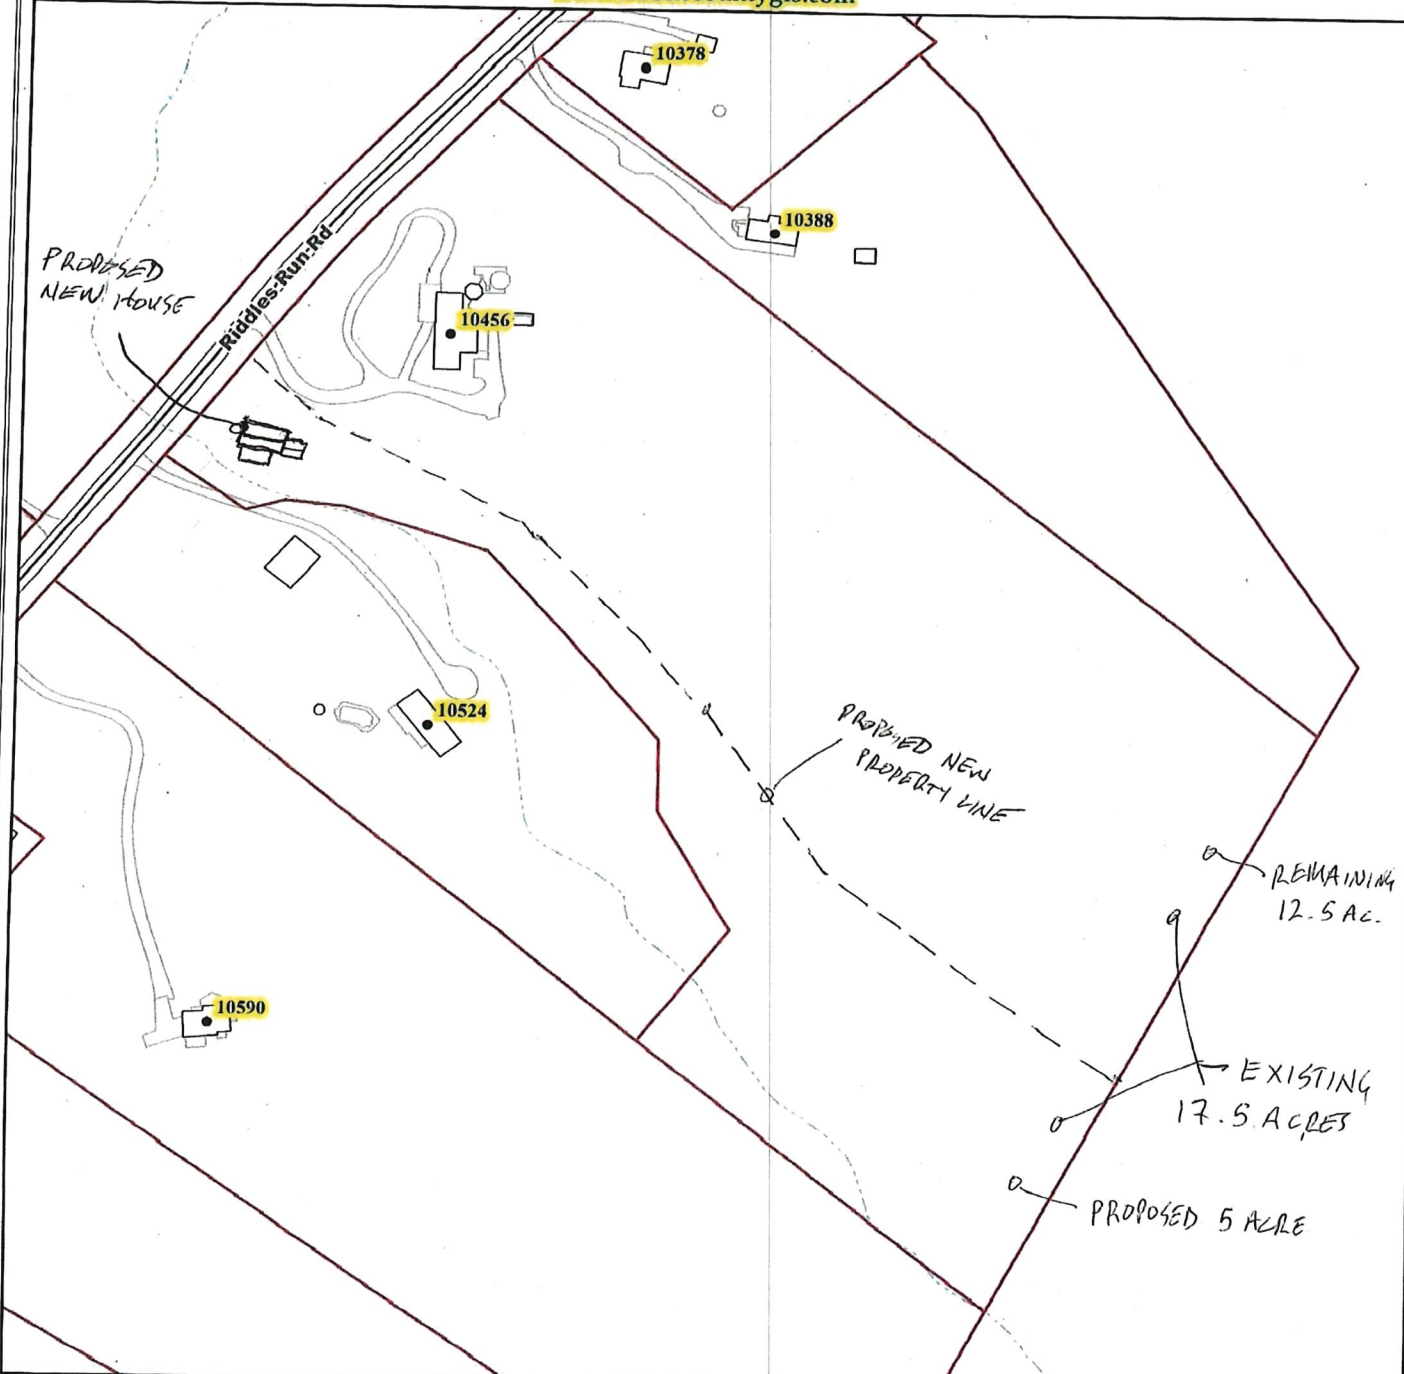 10378
10388
Riddles-Run-Rd
PROPOSED
NEW HOUSE
10456
10524
PROPOSED NEW
PROPERTY LINE
REMAINING
12.5 AC.
10590
EXISTING
17.5 ACRES
PROPOSED 5 ACRE